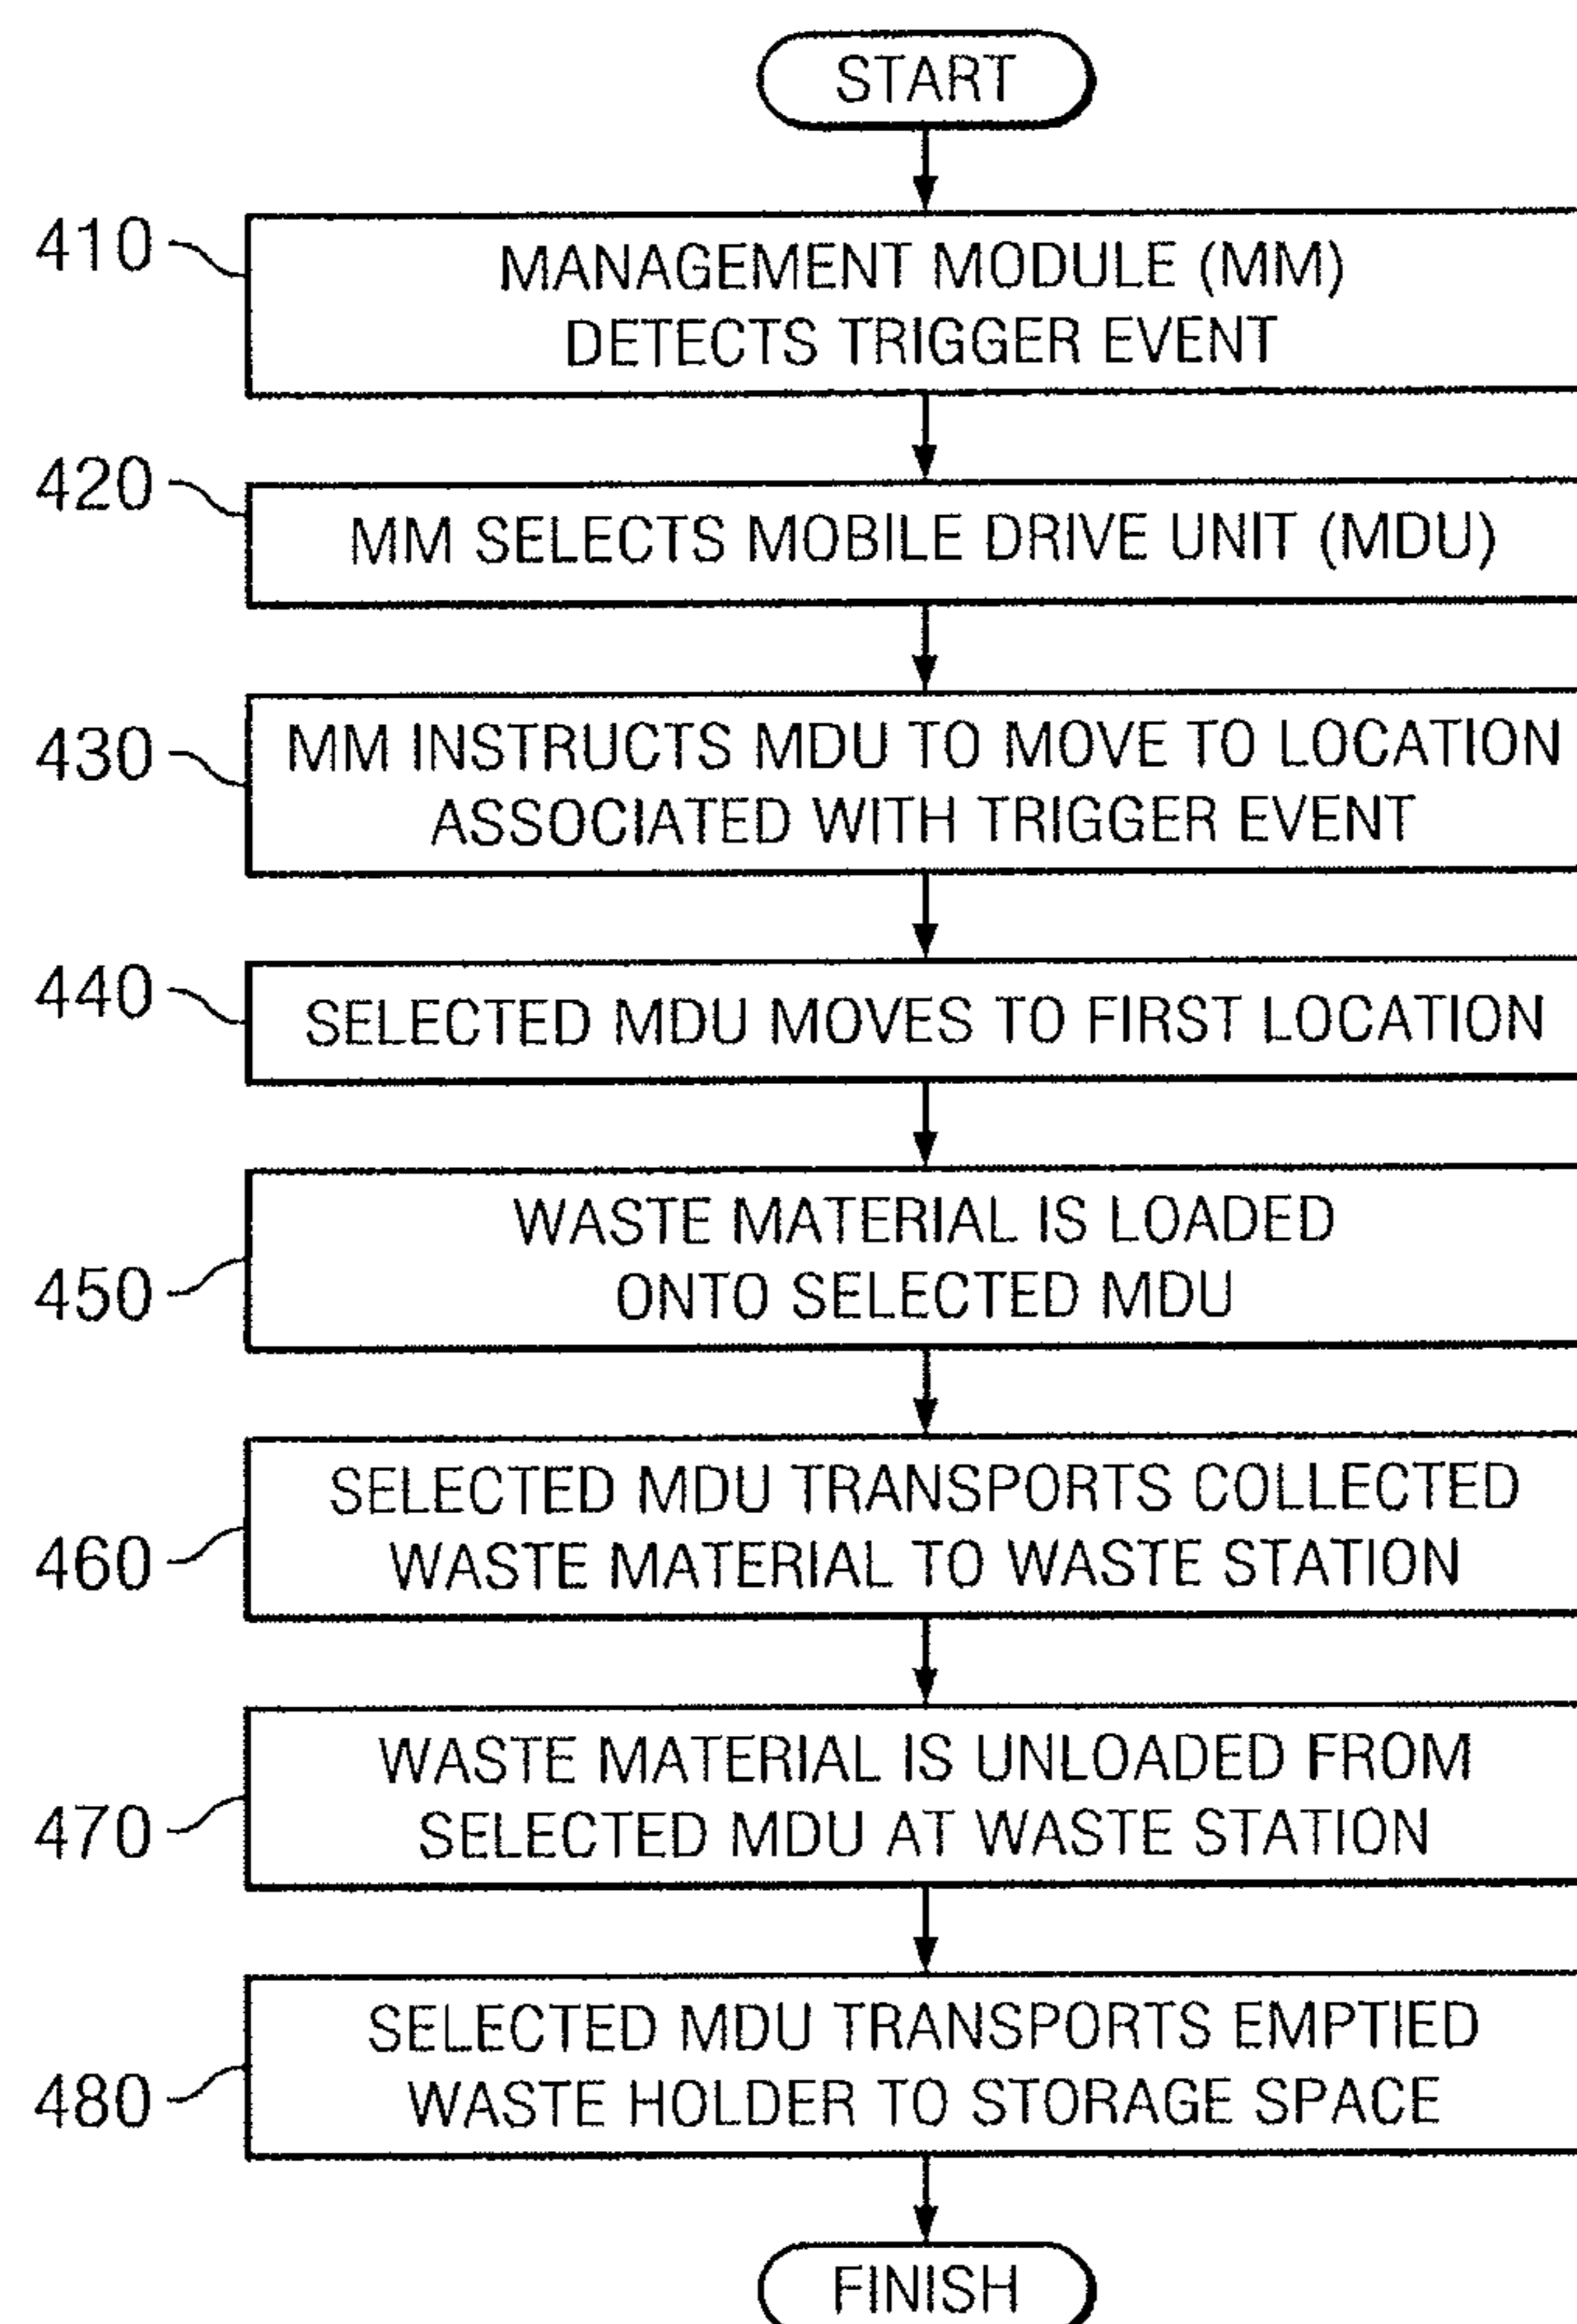 START
410
MANAGEMENT MODULE (MM)
DETECTS TRIGGER EVENT
420
MM SELECTS MOBILE DRIVE UNIT (MDU)
430
MM INSTRUCTS MDU TO MOVE TO LOCATION
ASSOCIATED WITH TRIGGER EVENT
440
SELECTED MDU MOVES TO FIRST LOCATION
450
WASTE MATERIAL IS LOADED
ONTO SELECTED MDU
460
SELECTED MDU TRANSPORTS COLLECTED
WASTE MATERIAL TO WASTE STATION
470
WASTE MATERIAL IS UNLOADED FROM
SELECTED MDU AT WASTE STATION
480
SELECTED MDU TRANSPORTS EMPTIED
WASTE HOLDER TO STORAGE SPACE
FINISH